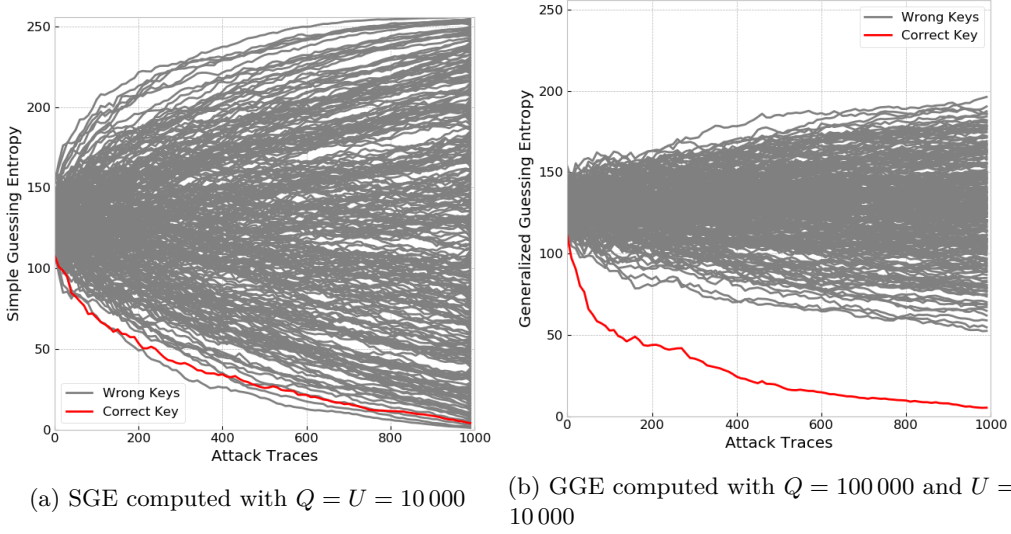 250
200
150
100
50
0
Simple Guessing Entropy
Wrong Keys
Correct Key
0 200 400 600 800 1000
Attack Traces
(a) SGE computed with Q = U = 10 000
250
200
150
100
50
0
Generalized Guessing Entropy
Wrong Keys
Correct Key
0 200 400 600 800 1000
Attack Traces
(b) GGE computed with Q = 100 000 and U =
10 000